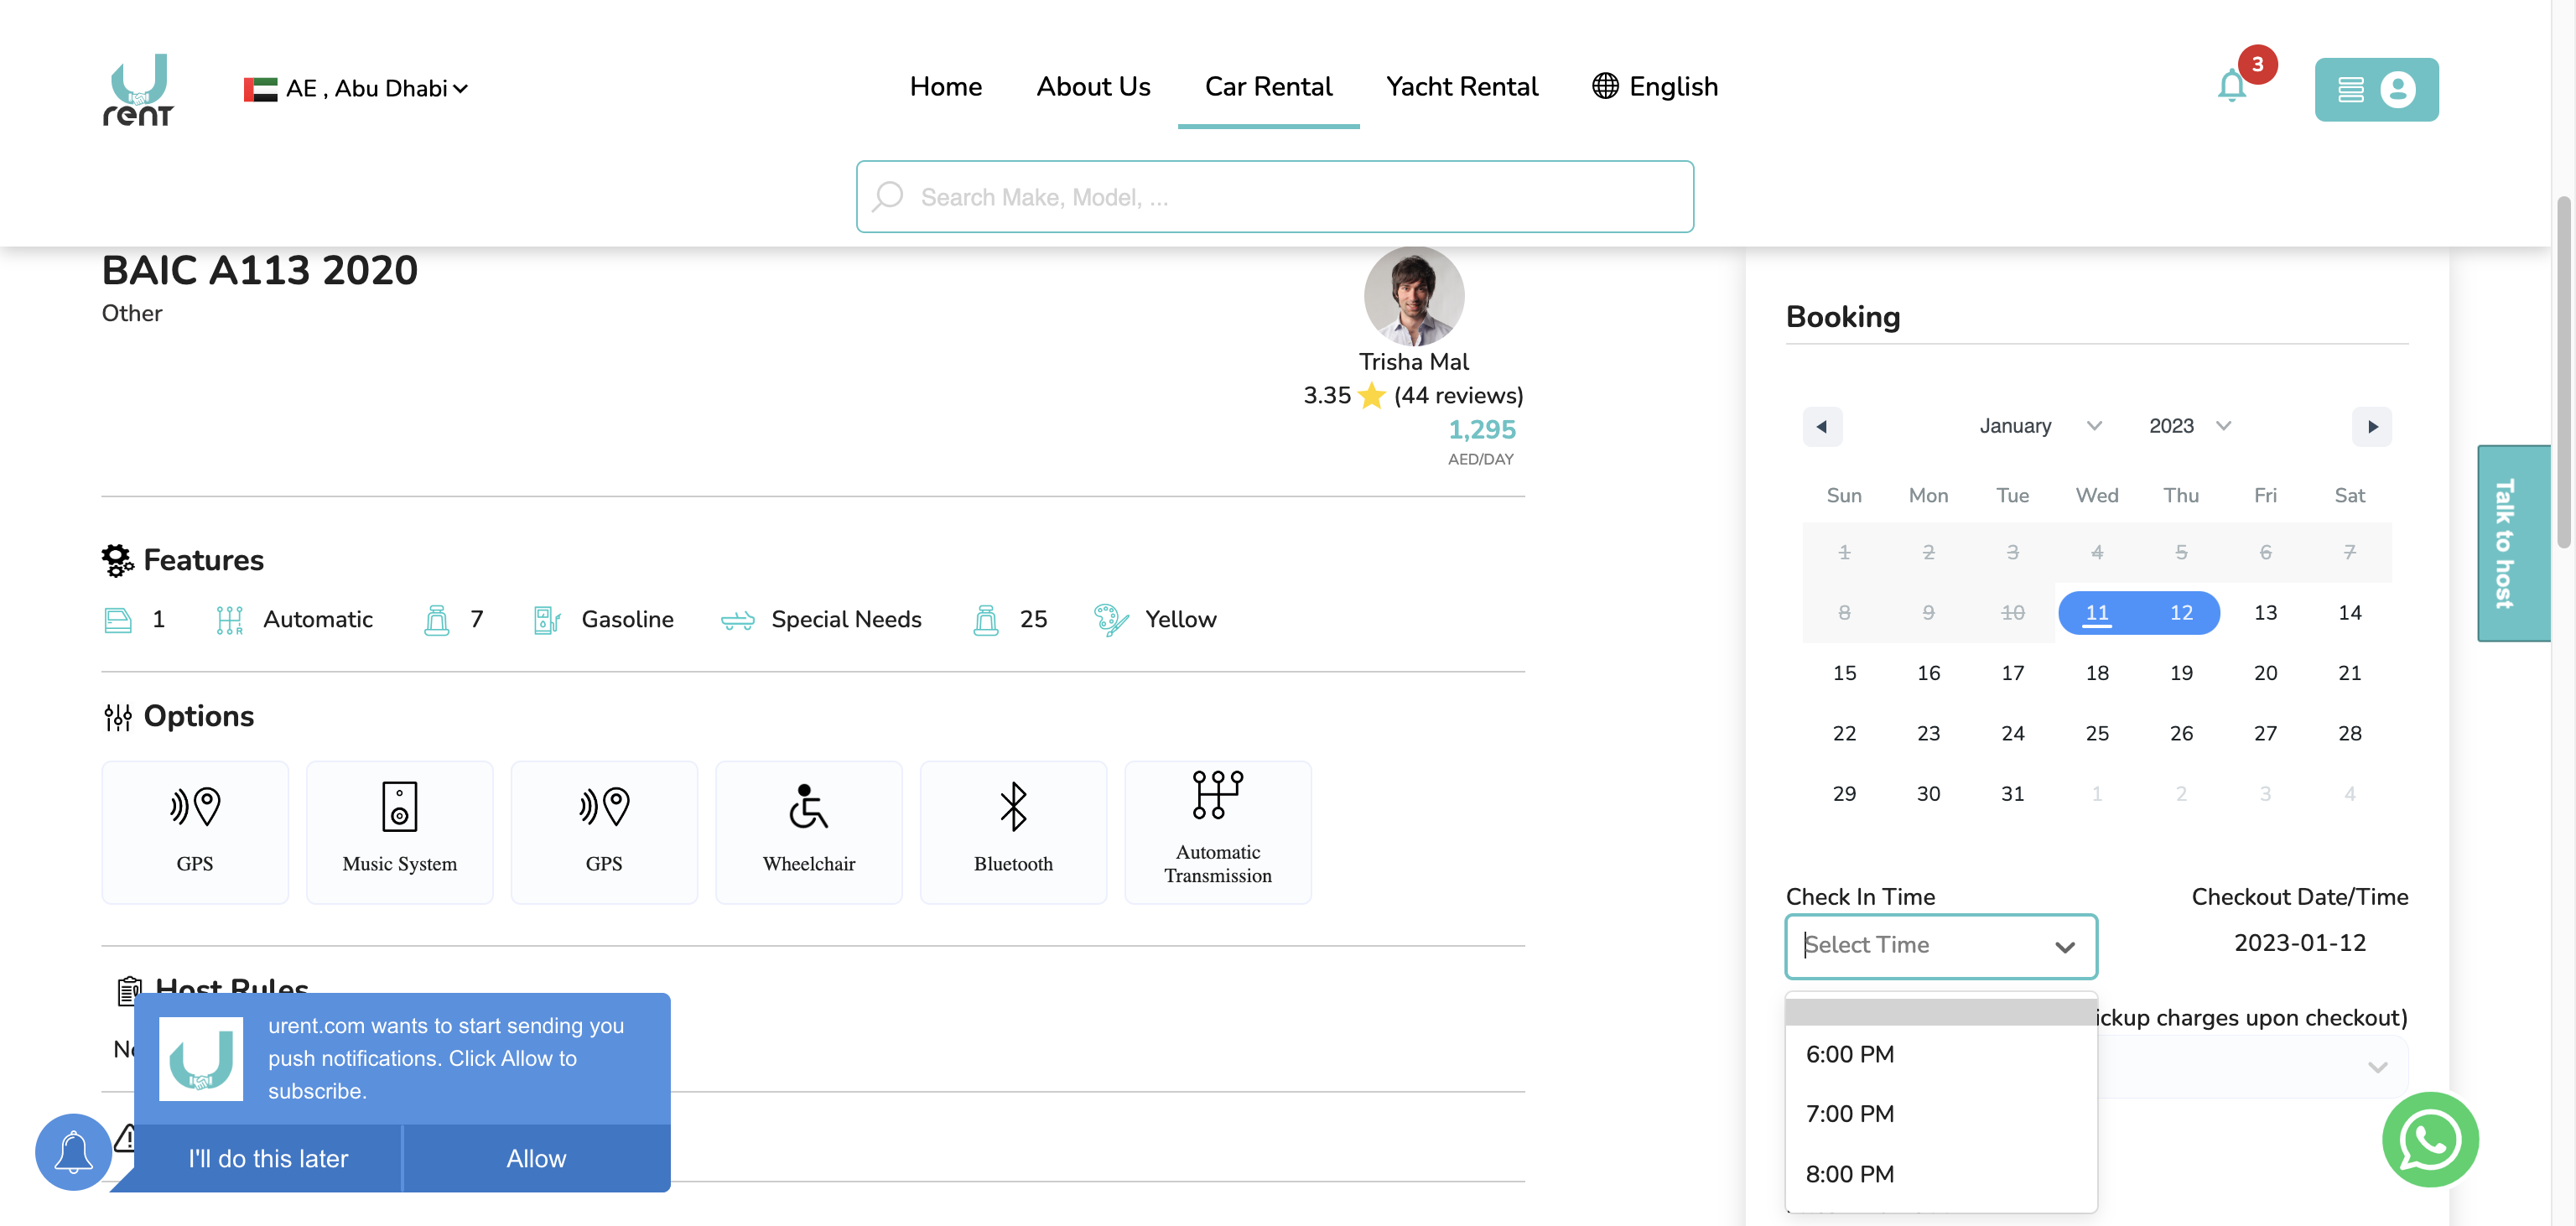 rent
AE , Abu Dhabi
Home
About Us
Car Rental
Yacht Rental
English
3
Search Make, Model, ...
BAIC A113 2020
Other
Trisha Mal
3.35 (44 reviews)
1,295
AED/DAY
Features
1
Automatic
7
Gasoline
Special Needs
25
Yellow
Options
GPS
Music System
GPS
Wheelchair
Bluetooth
Automatic
Transmission
Host Rules
urent.com wants to start sending you
push notifications. Click Allow to
subscribe.
I'll do this later
Allow
Booking
January
2023
Sun Mon Tue Wed Thu Fri Sat
1 2 3 4 5 6 7
8 9 10 11 12 13 14
15 16 17 18 19 20 21
22 23 24 25 26 27 28
29 30 31 1 2 3 4
Check In Time
Select Time
Checkout Date/Time
2023-01-12
ickup charges upon checkout)
6:00 PM
7:00 PM
8:00 PM
Talk to host